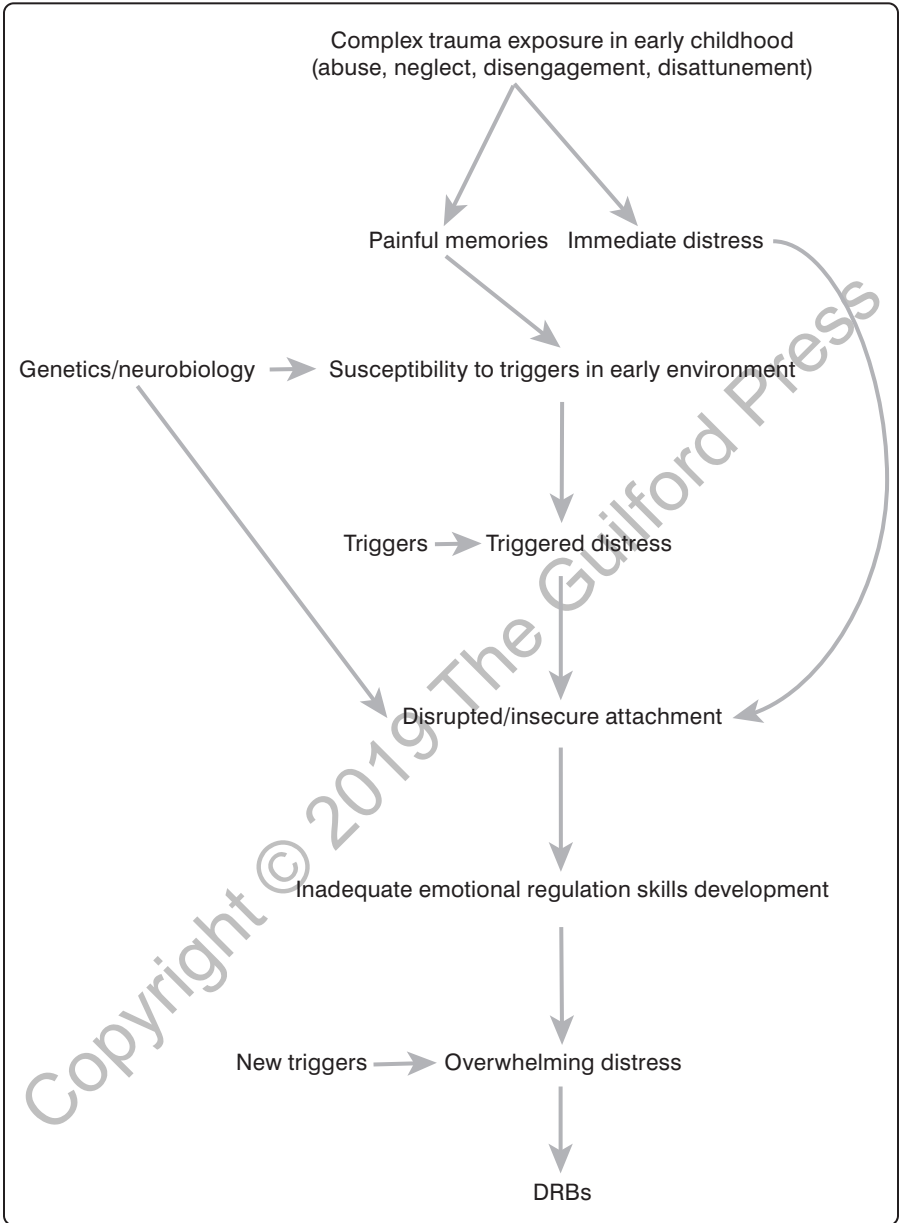 Complex trauma exposure in early childhood
(abuse, neglect, disengagement, disattunement)
Painful memories Immediate distress
Genetics/neurobiology Susceptibility to triggers in early environment
Triggers Triggered distress
Disrupted/insecure attachment
Inadequate emotional regulation skills development
New triggers Overwhelming distress
DRBs
Copyright © 2019 The Guilford Press